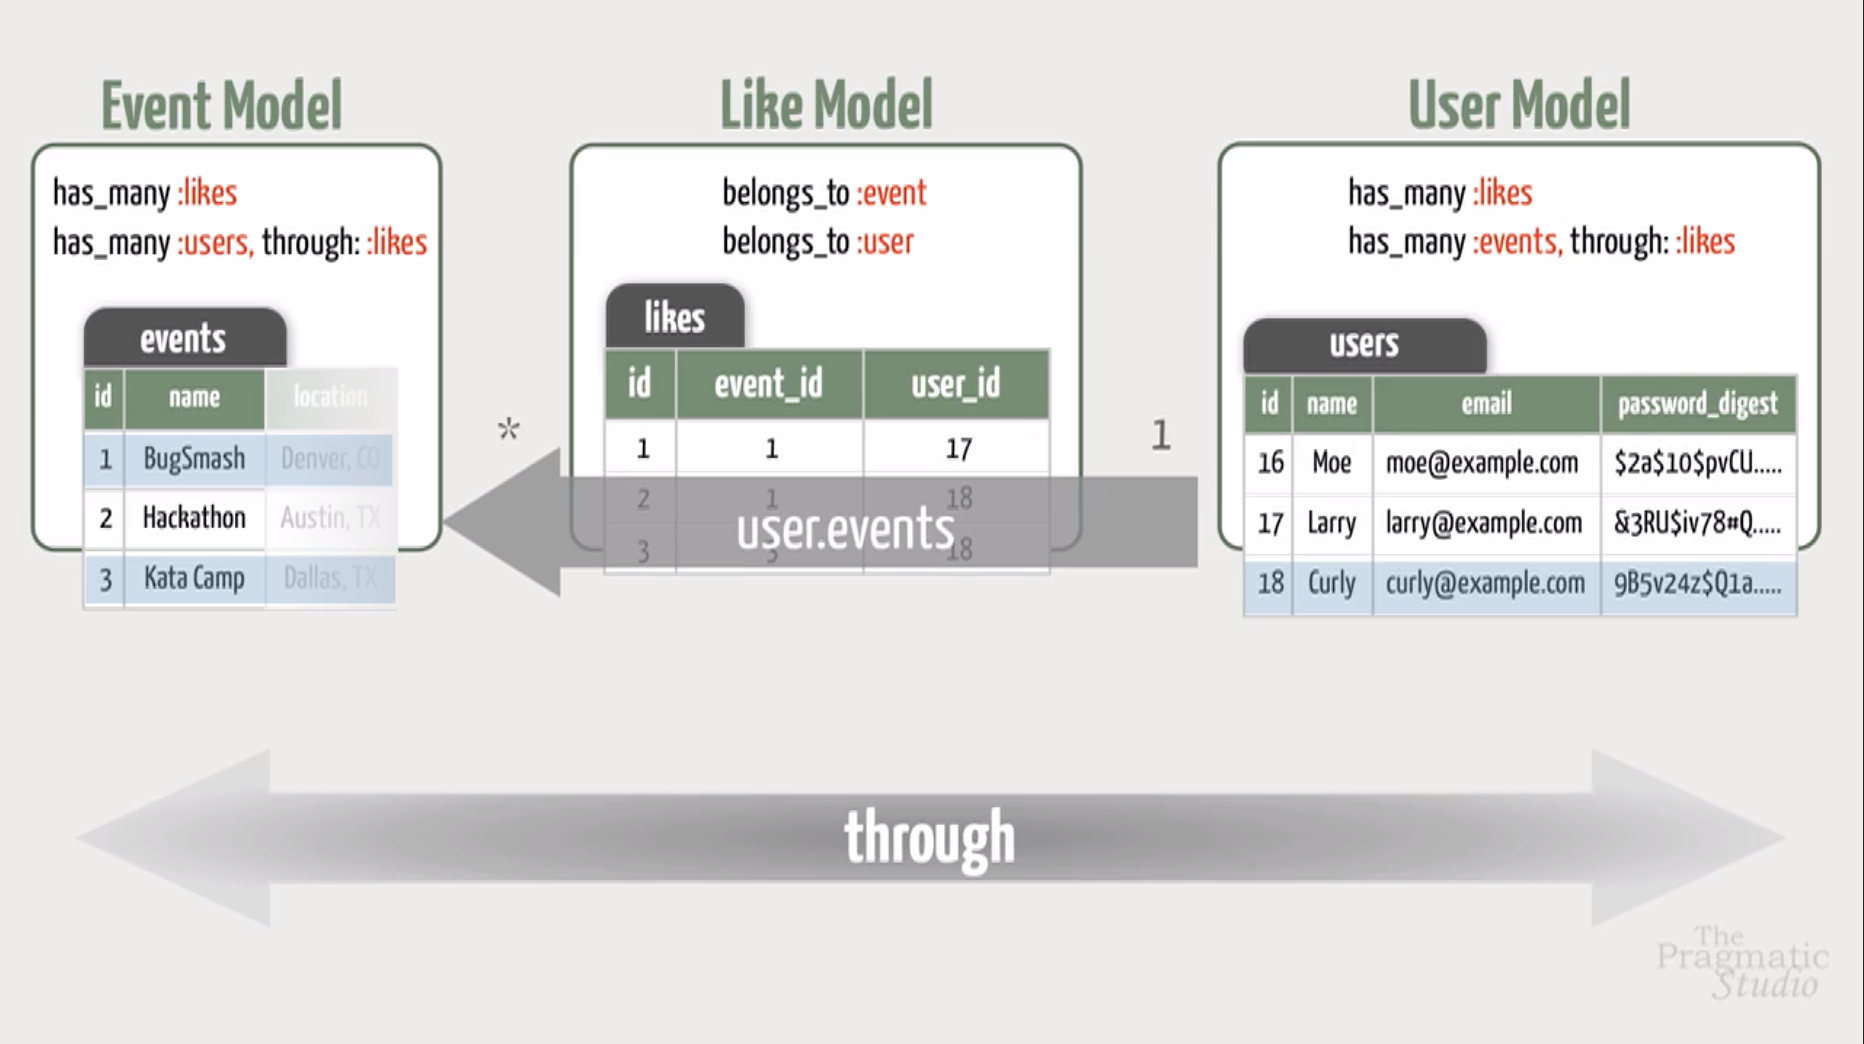 Event Model
has_many :likes
has_many :users, through: :likes
events
id name location
1 BugSmash Denver, CO
2 Hackathon Austin, TX
3 Kata Camp Dallas, TX
*
Like Model
belongs_to :event
belongs_to :user
likes
id event_id user_id
1 1 17
2 1 18
3 3 18
user.events
1
User Model
has_many :likes
has_many :events, through: :likes
users
id name email password_digest
16 Moe moe@example.com $2a$10$pvCU.....
17 Larry larry@example.com &3RU$iv78#Q.....
18 Curly curly@example.com 9B5v24z$Q1a.....
through
The
Pragmatic
Studio